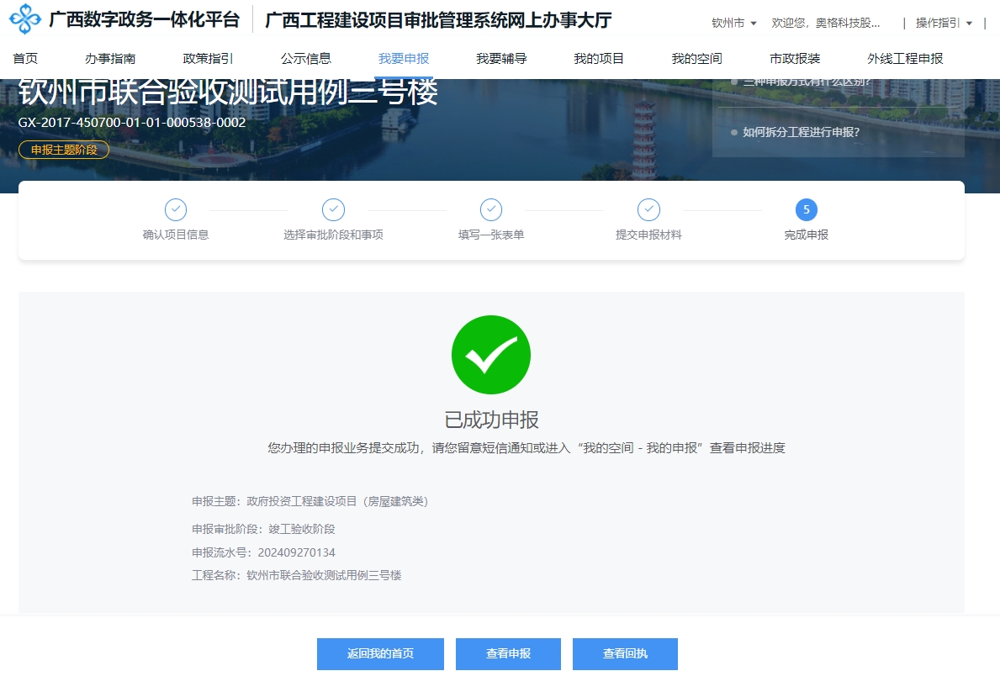 广西数字政务一体化平台
广西工程建设项目审批管理系统网上办事大厅
钦州市 欢迎您，奥格科技股... | 操作指引 |
首页 办事指南 政策指引 公示信息 我要申报 我要辅导 我的项目 我的空间 市政报装 外线工程申报
钦州市联合验收测试用例三号楼
三种申报方式有什么区别?
GX-2017-450700-01-01-000538-0002
如何拆分工程进行申报?
申报主题阶段
5
确认项目信息 选择审批阶段和事项 填写一张表单 提交申报材料 完成申报
已成功申报
您办理的申报业务提交成功，请您留意短信通知或进入“我的空间 - 我的申报”查看申报进度
申报主题：政府投资工程建设项目（房屋建筑类）
申报审批阶段：竣工验收阶段
申报流水号：202409270134
工程名称：钦州市联合验收测试用例三号楼
返回我的首页 查看申报 查看回执